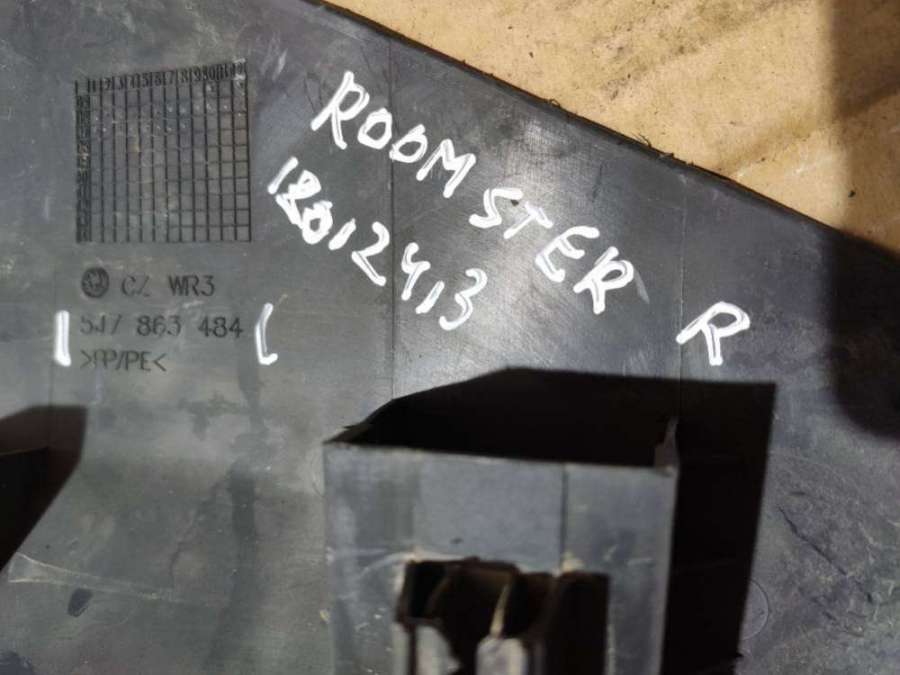 ROOMSTER R
12012413
CZ WR3
5J7 863 484
>PP/PE<